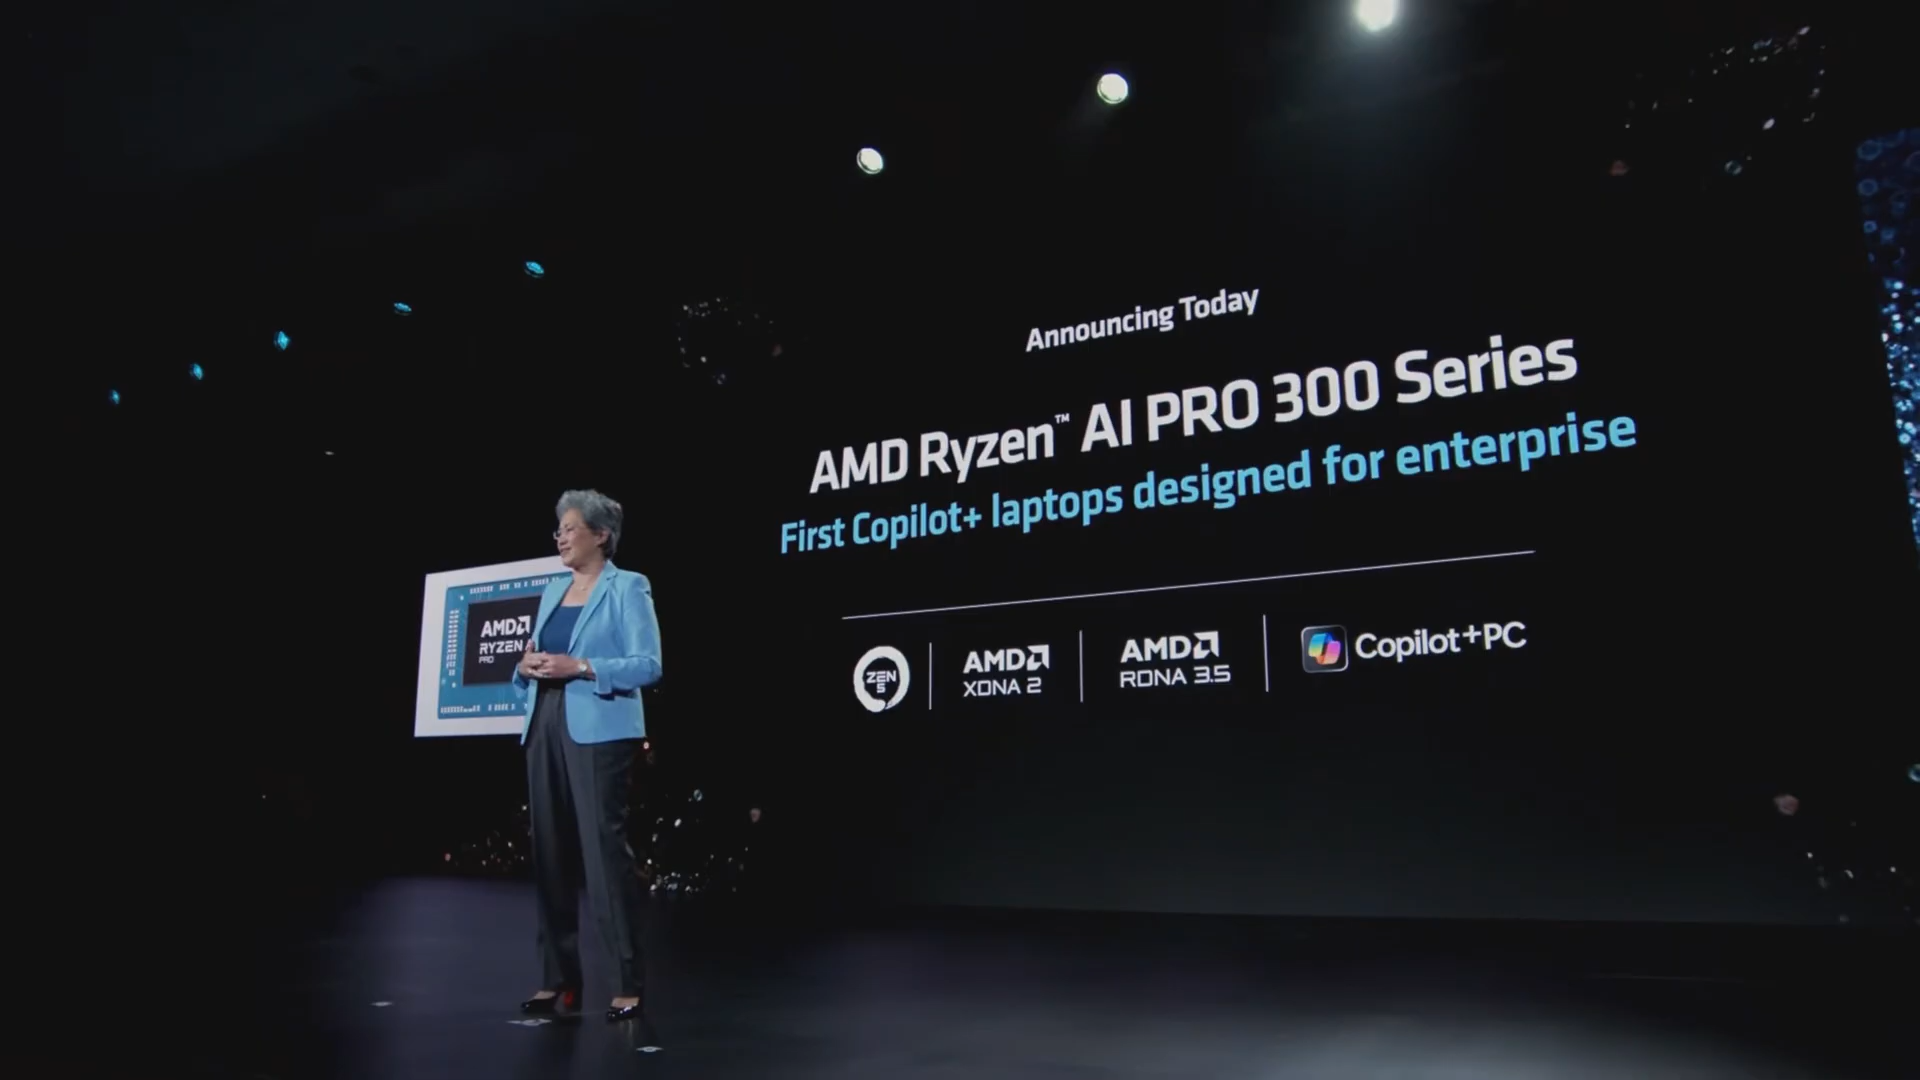 Announcing Today
AMD Ryzen™ AI PRO 300 Series
First Copilot+ laptops designed for enterprise
ZEN
5
AMD
XDNA 2
AMD
RDNA 3.5
Copilot+PC
AMD
RYZEN A
PRO